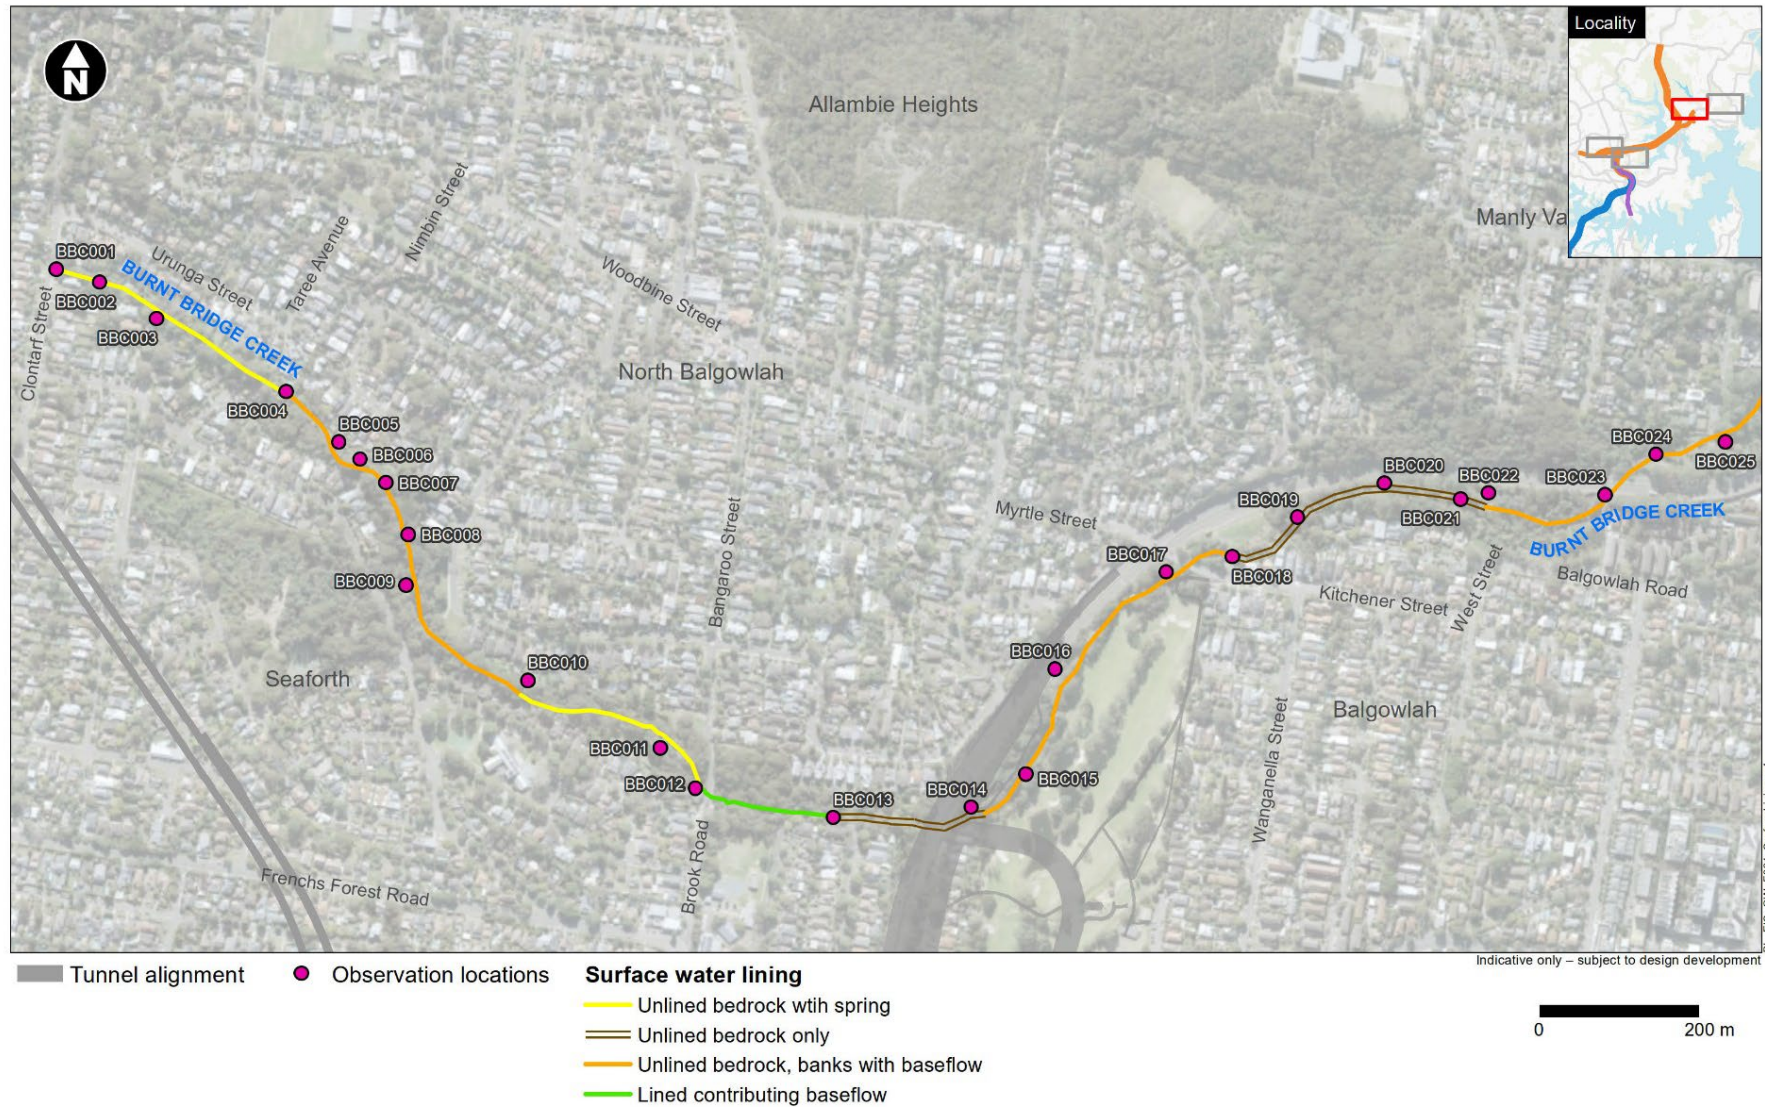 Locality
N
Allambie Heights
Manly Va
BBC001
Urunga Street
BURNT BRIDGE CREEK
BBC002
BBC003
Clontarf Street
Taree Avenue
Nimbin Street
Woodbine Street
North Balgowlah
BBC004
BBC005
BBC006
BBC007
BBC008
BBC009
Seaforth
BBC010
BBC011
BBC012
Bangaroo Street
BBC013
BBC014
BBC015
BBC016
Myrtle Street
BBC017
BBC018
BBC019
BBC020
BBC021
BBC022
BBC023
BBC024
BBC025
BURNT BRIDGE CREEK
Balgowlah Road
West Street
Kitchener Street
Balgowlah
Wanganella Street
Brook Road
Frenchs Forest Road
Indicative only – subject to design development
Tunnel alignment
Observation locations
Surface water lining
Unlined bedrock wtih spring
Unlined bedrock only
Unlined bedrock, banks with baseflow
Lined contributing baseflow
0 200 m